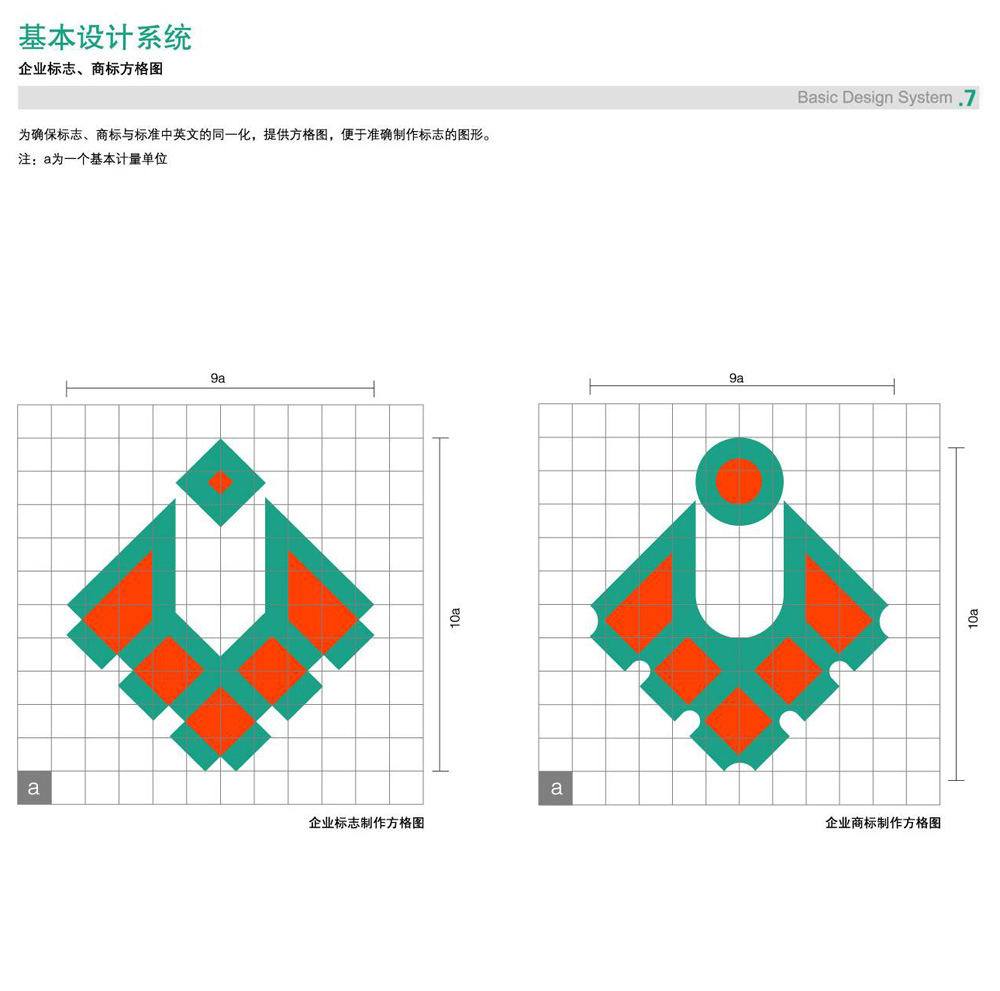 基本设计系统
企业标志、商标方格图
Basic Design System .7
为确保标志、商标与标准中英文的同一化，提供方格图，便于准确制作标志的图形。
注：a为一个基本计量单位
9a
9a
10a
10a
a
a
企业标志制作方格图
企业商标制作方格图